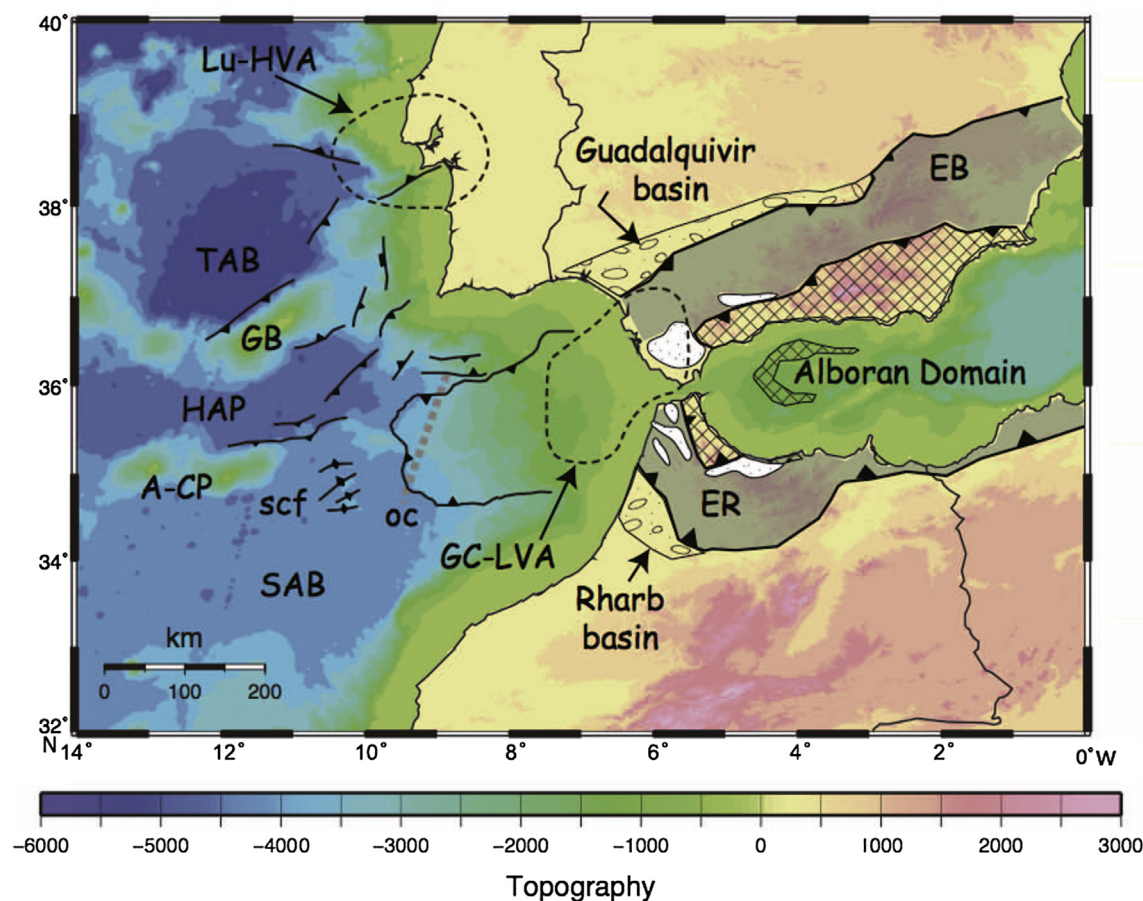 40°
Lu-HVA
Guadalquivir
basin
EB
38°
TAB
GB
36°
Alboran Domain
HAP
A-CP
scf
oc
ER
GC-LVA
34°
SAB
Rharb
basin
km
0 100 200
32°
N 14° 12° 10° 8° 6° 4° 2° 0° W
−6000 −5000 −4000 −3000 −2000 −1000 0 1000 2000 3000
Topography